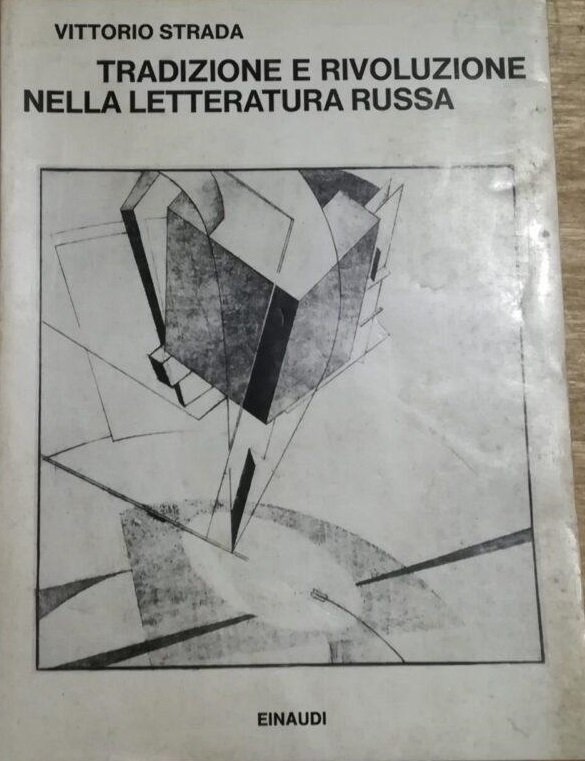 VITTORIO STRADA
TRADIZIONE E RIVOLUZIONE
NELLA LETTERATURA RUSSA
EINAUDI